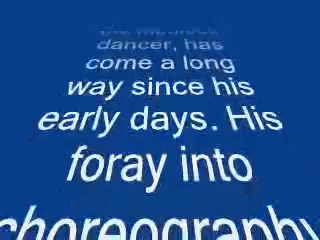 dancer, has
come a long
way since his
early days. His
foray into
choreography